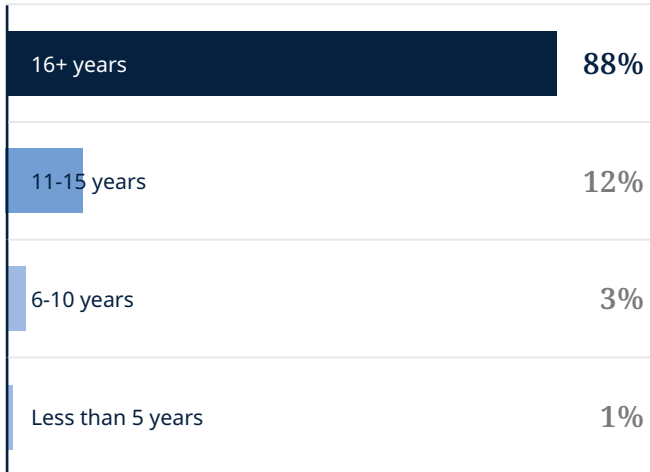 16+ years 88%
11-15 years 12%
6-10 years 3%
Less than 5 years 1%